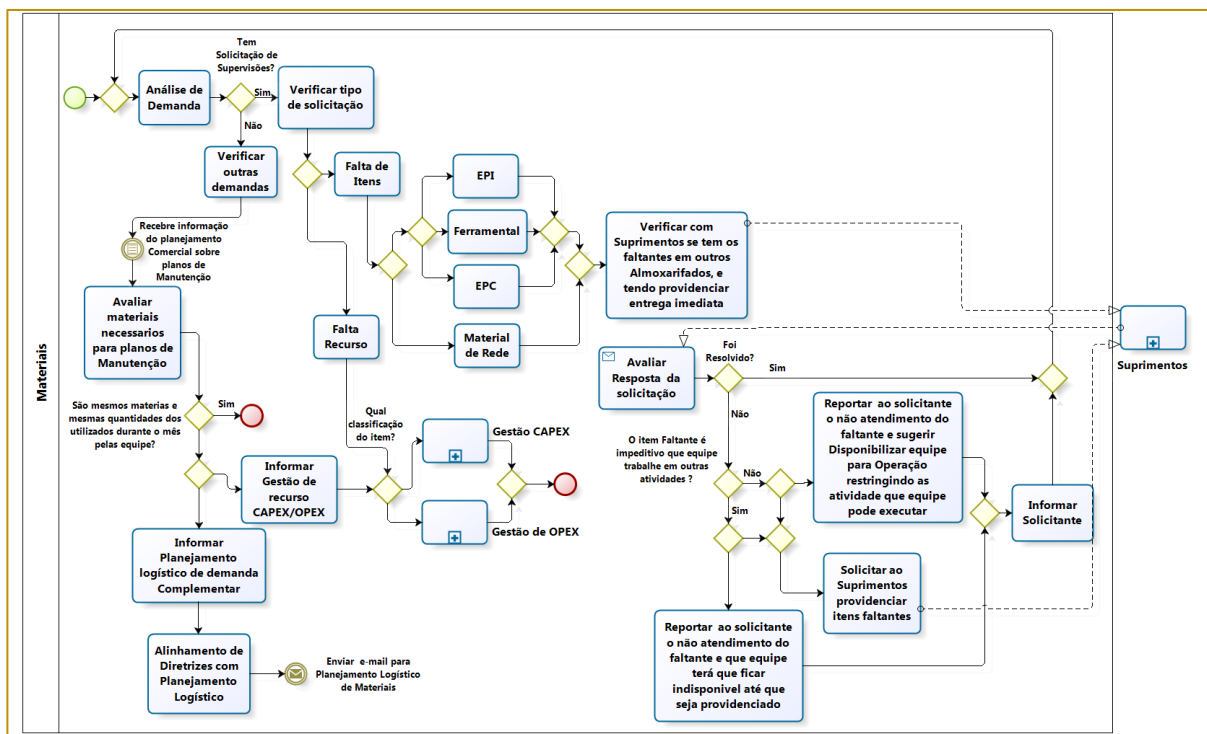 Materiais
Tem
Solicitação de
Supervisões?
Análise de
Demanda
Sim
Verificar tipo
de solicitação
Não
Verificar
outras
demandas
Falta de
Itens
EPI
Ferramental
EPC
Material
de Rede
Verificar com
Suprimentos se tem os
faltantes em outros
Almoxarifados, e
tendo providenciar
entrega imediata
Recebe informação
do planejamento
Comercial sobre
planos de
Manutenção
Avaliar
materiais
necessarios
para planos de
Manutenção
Falta
Recurso
Suprimentos
Avaliar
Resposta da
solicitação
Foi
Resolvido?
Sim
Não
São mesmos materias e
mesmas quantidades dos
utilizados durante o mês
pelas equipe?
Sim
Qual
classificação
do item?
Gestão CAPEX
Informar
Gestão de
recurso
CAPEX/OPEX
Gestão de OPEX
O item Faltante é
impeditivo que equipe
trabalhe em outras
atividades ?
Não
Sim
Reportar ao solicitante
o não atendimento do
faltante e sugerir
Disponibilizar equipe
para Operação
restringindo as
atividade que equipe
pode executar
Informar
Solicitante
Informar
Planejamento
logístico de demanda
Complementar
Solicitar ao
Suprimentos
providenciar
itens faltantes
Alinhamento de
Diretrizes com
Planejamento
Logístico
Enviar e-mail para
Planejamento Logístico
de Materiais
Reportar ao solicitante
o não atendimento do
faltante e que equipe
terá que ficar
indisponivel até que
seja providenciado